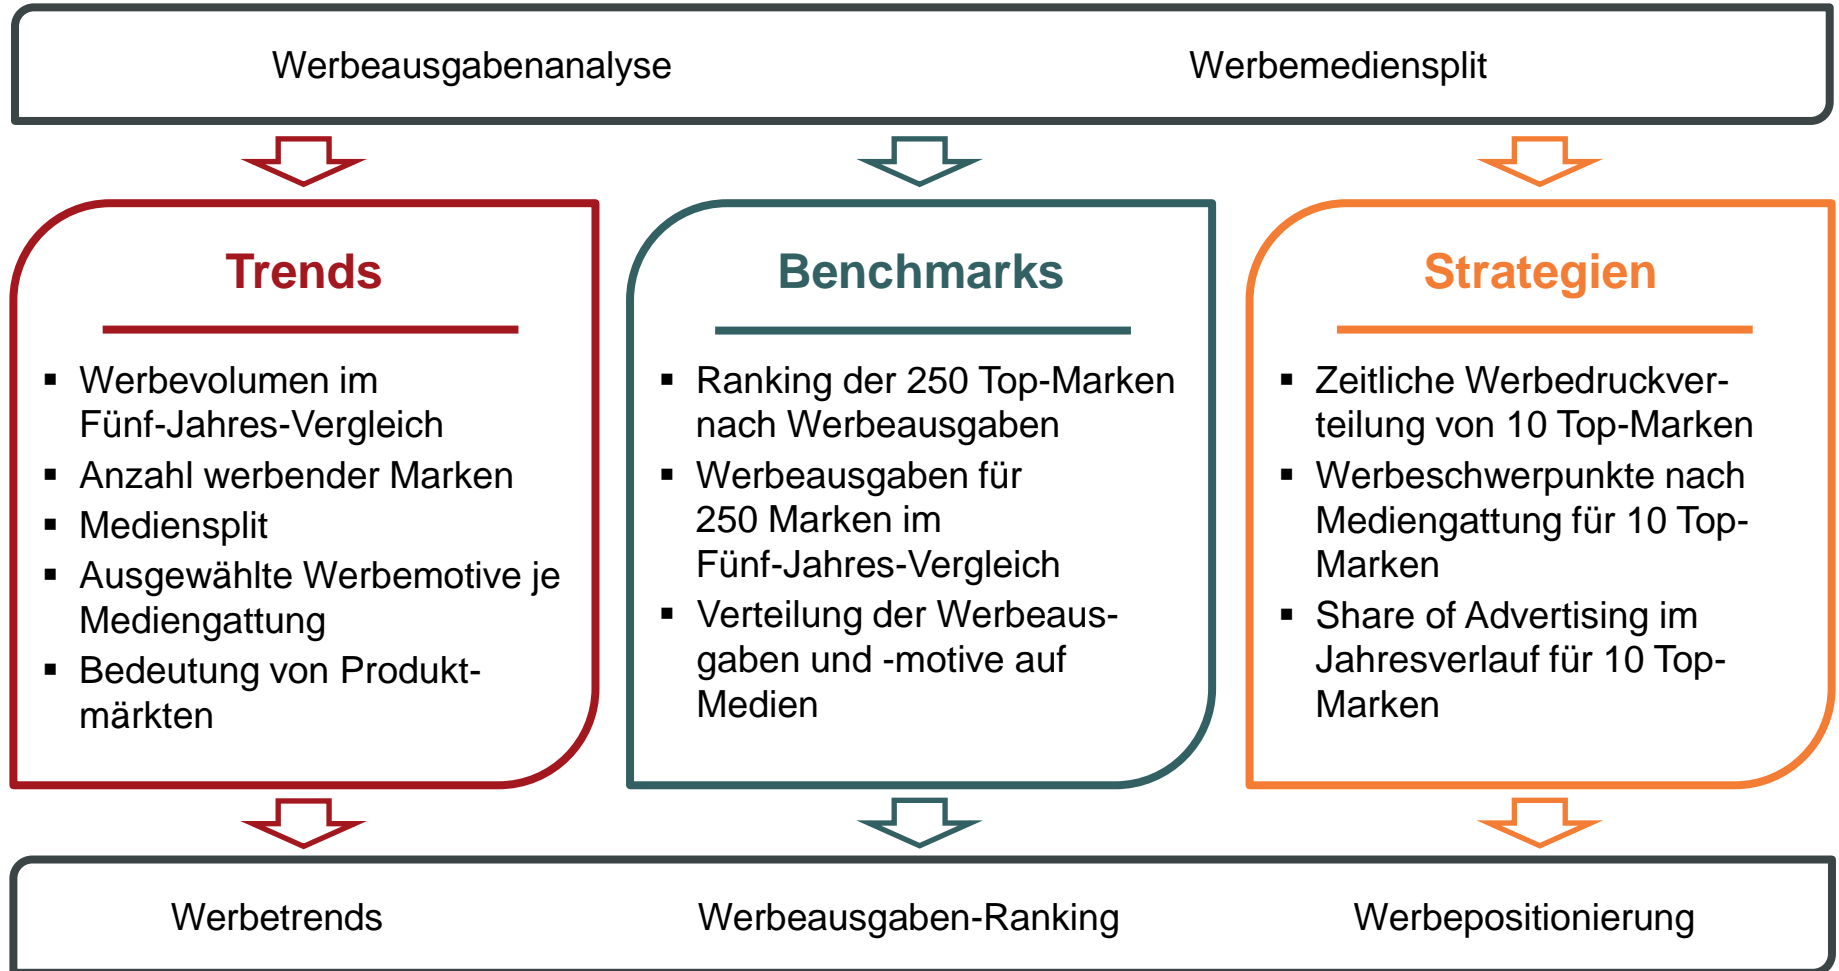 Werbeausgabenanalyse
Werbemediensplit
Trends
▪ Werbevolumen im
Fünf-Jahres-Vergleich
▪ Anzahl werbender Marken
▪ Mediensplit
▪ Ausgewählte Werbemotive je
Mediengattung
▪ Bedeutung von Produkt-
märkten
Benchmarks
▪ Ranking der 250 Top-Marken
nach Werbeausgaben
▪ Werbeausgaben für
250 Marken im
Fünf-Jahres-Vergleich
▪ Verteilung der Werbeaus-
gaben und -motive auf
Medien
Strategien
▪ Zeitliche Werbedruckver-
teilung von 10 Top-Marken
▪ Werbeschwerpunkte nach
Mediengattung für 10 Top-
Marken
▪ Share of Advertising im
Jahresverlauf für 10 Top-
Marken
Werbetrends
Werbeausgaben-Ranking
Werbepositionierung